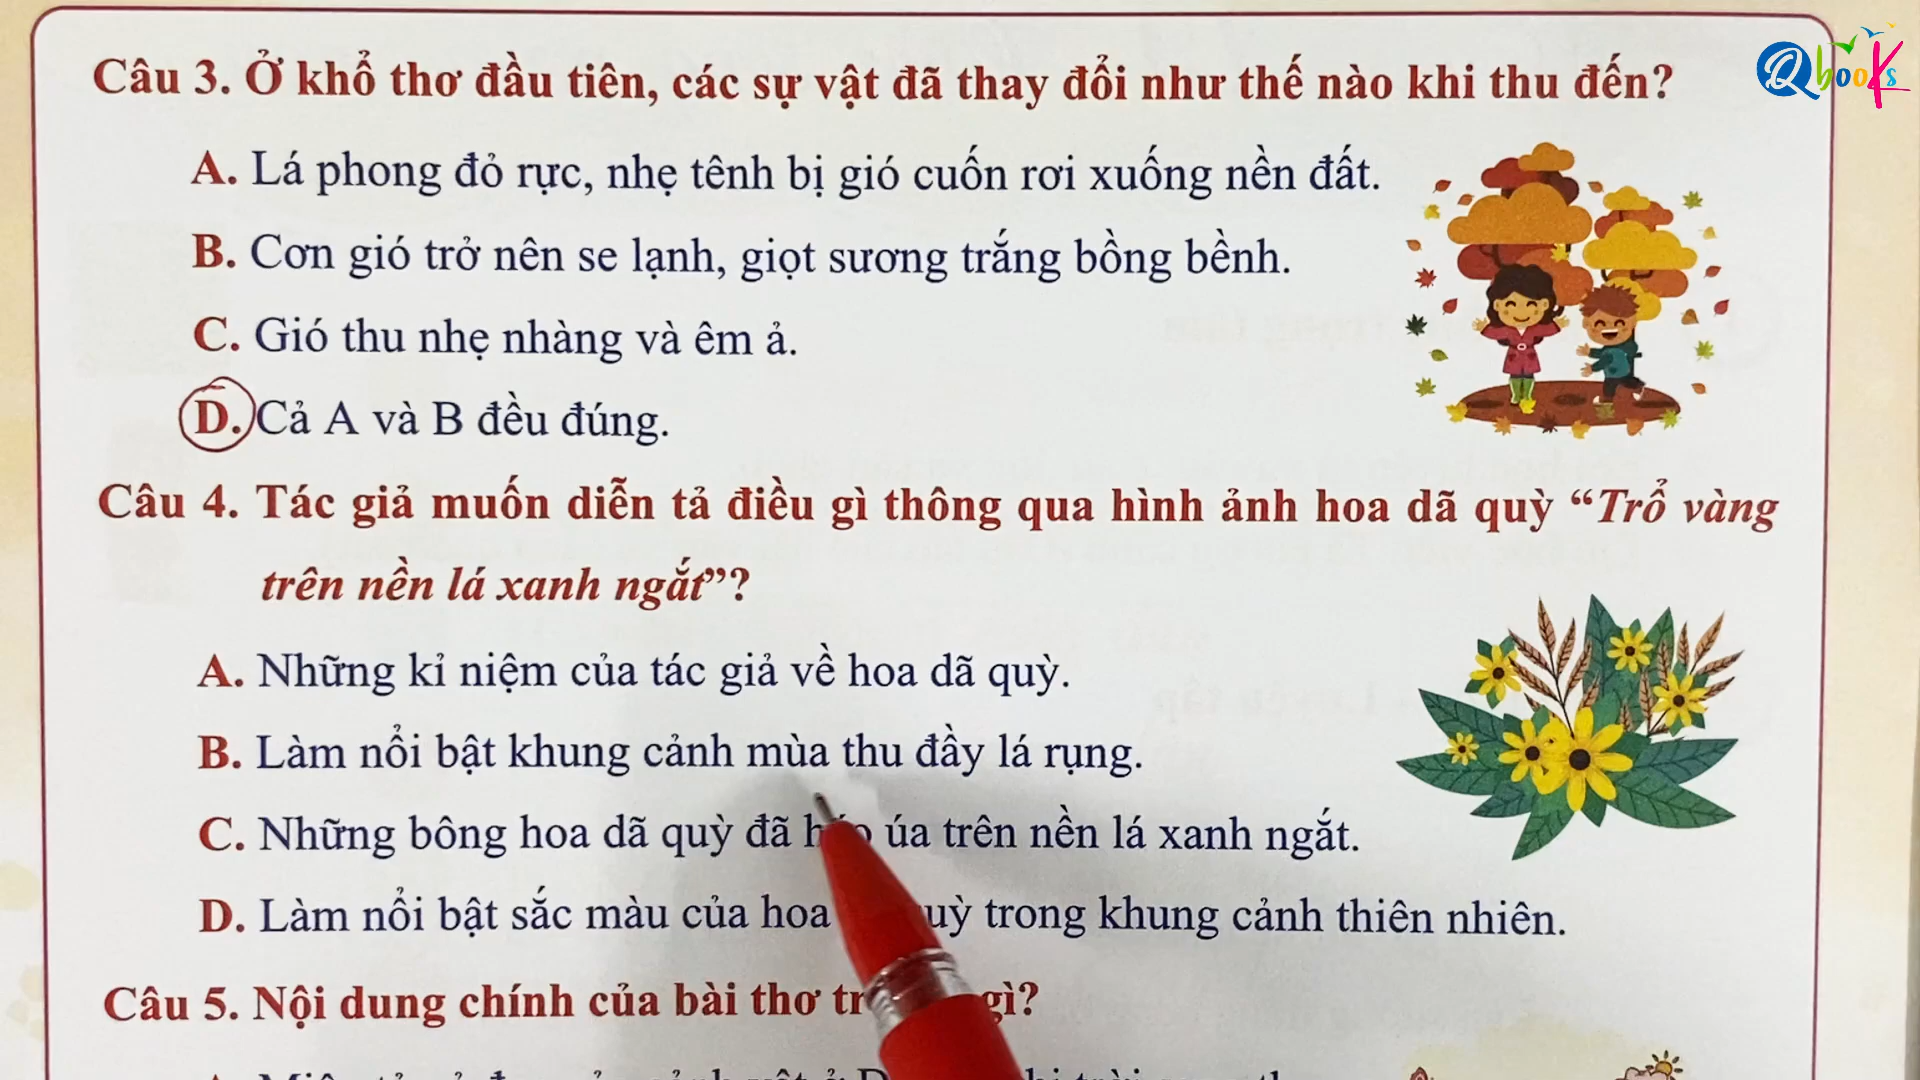 Qbooks
Câu 3. Ở khổ thơ đầu tiên, các sự vật đã thay đổi như thế nào khi thu đến?
A. Lá phong đỏ rực, nhẹ tênh bị gió cuốn rơi xuống nền đất.
B. Cơn gió trở nên se lạnh, giọt sương trắng bồng bềnh.
C. Gió thu nhẹ nhàng và êm ả.
D. Cả A và B đều đúng.
Câu 4. Tác giả muốn diễn tả điều gì thông qua hình ảnh hoa dã quỳ “Trổ vàng
trên nền lá xanh ngắt”?
A. Những kỉ niệm của tác giả về hoa dã quỳ.
B. Làm nổi bật khung cảnh mùa thu đầy lá rụng.
C. Những bông hoa dã quỳ đã úa trên nền lá xanh ngắt.
D. Làm nổi bật sắc màu của hoa trong khung cảnh thiên nhiên.
Câu 5. Nội dung chính của bài thơ gì?